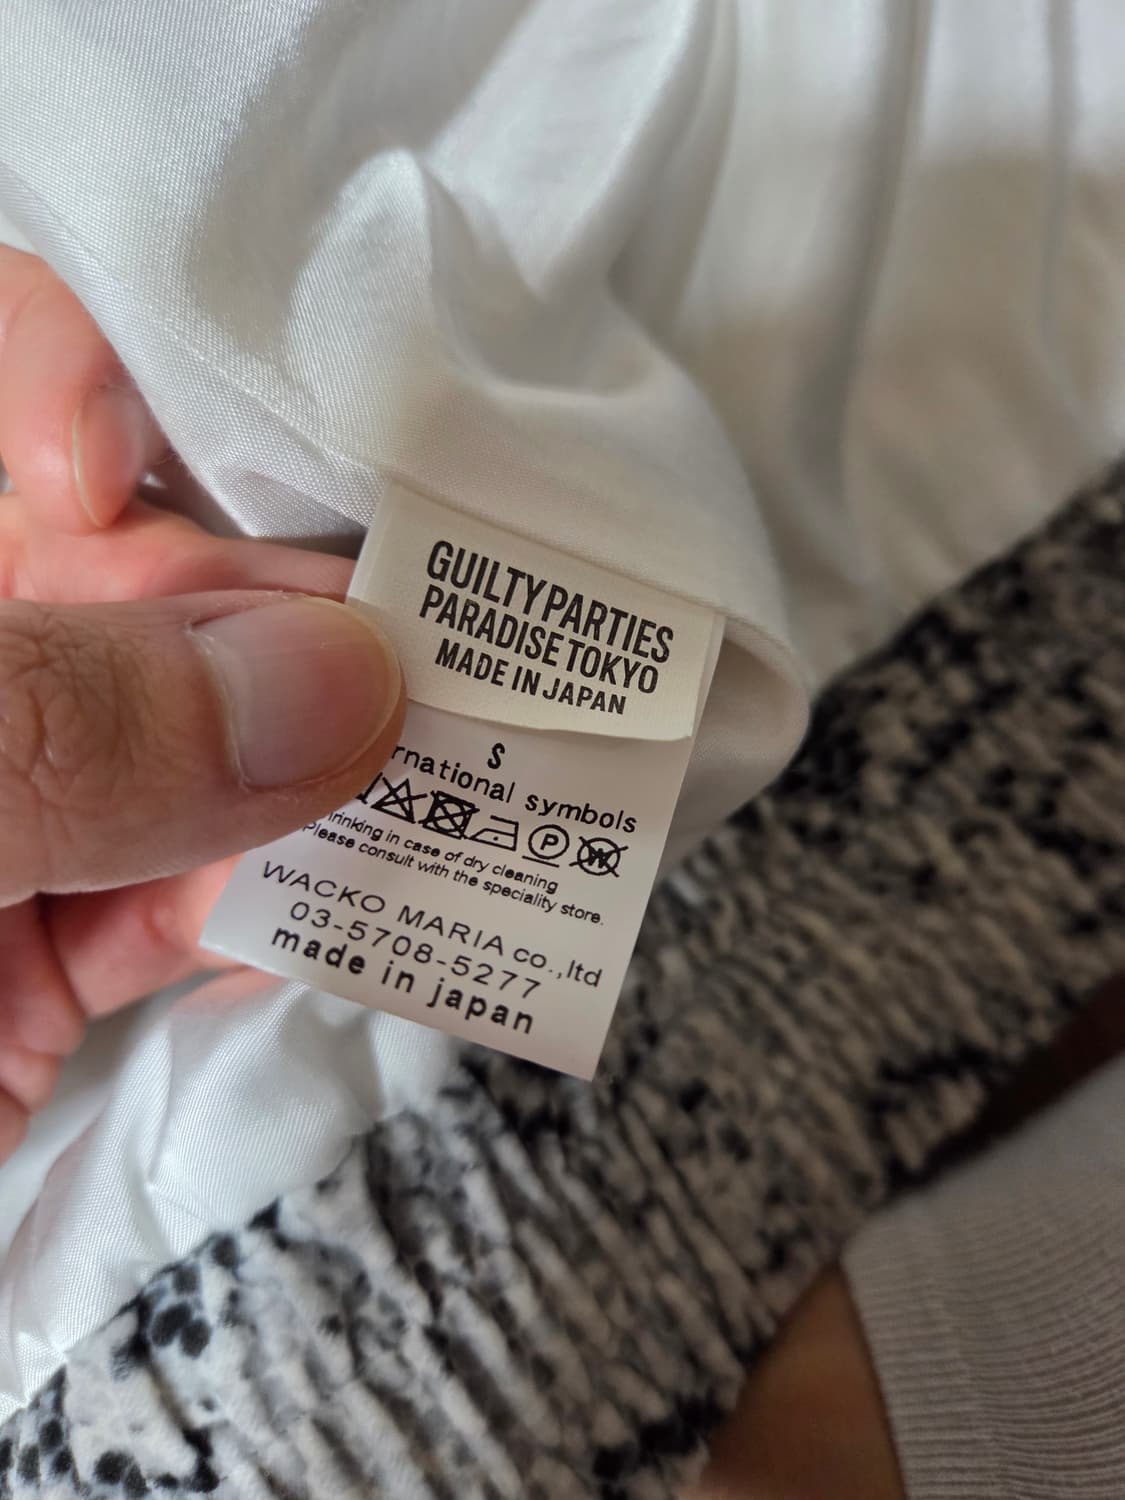 GUILTY PARTIES
PARADISE TOKYO
MADE IN JAPAN
S
rnational symbols
P W
rinking in case of dry cleaning
Please consult with the speciality store.
WACKO MARIA co.,ltd
03-5708-5277
made in japan